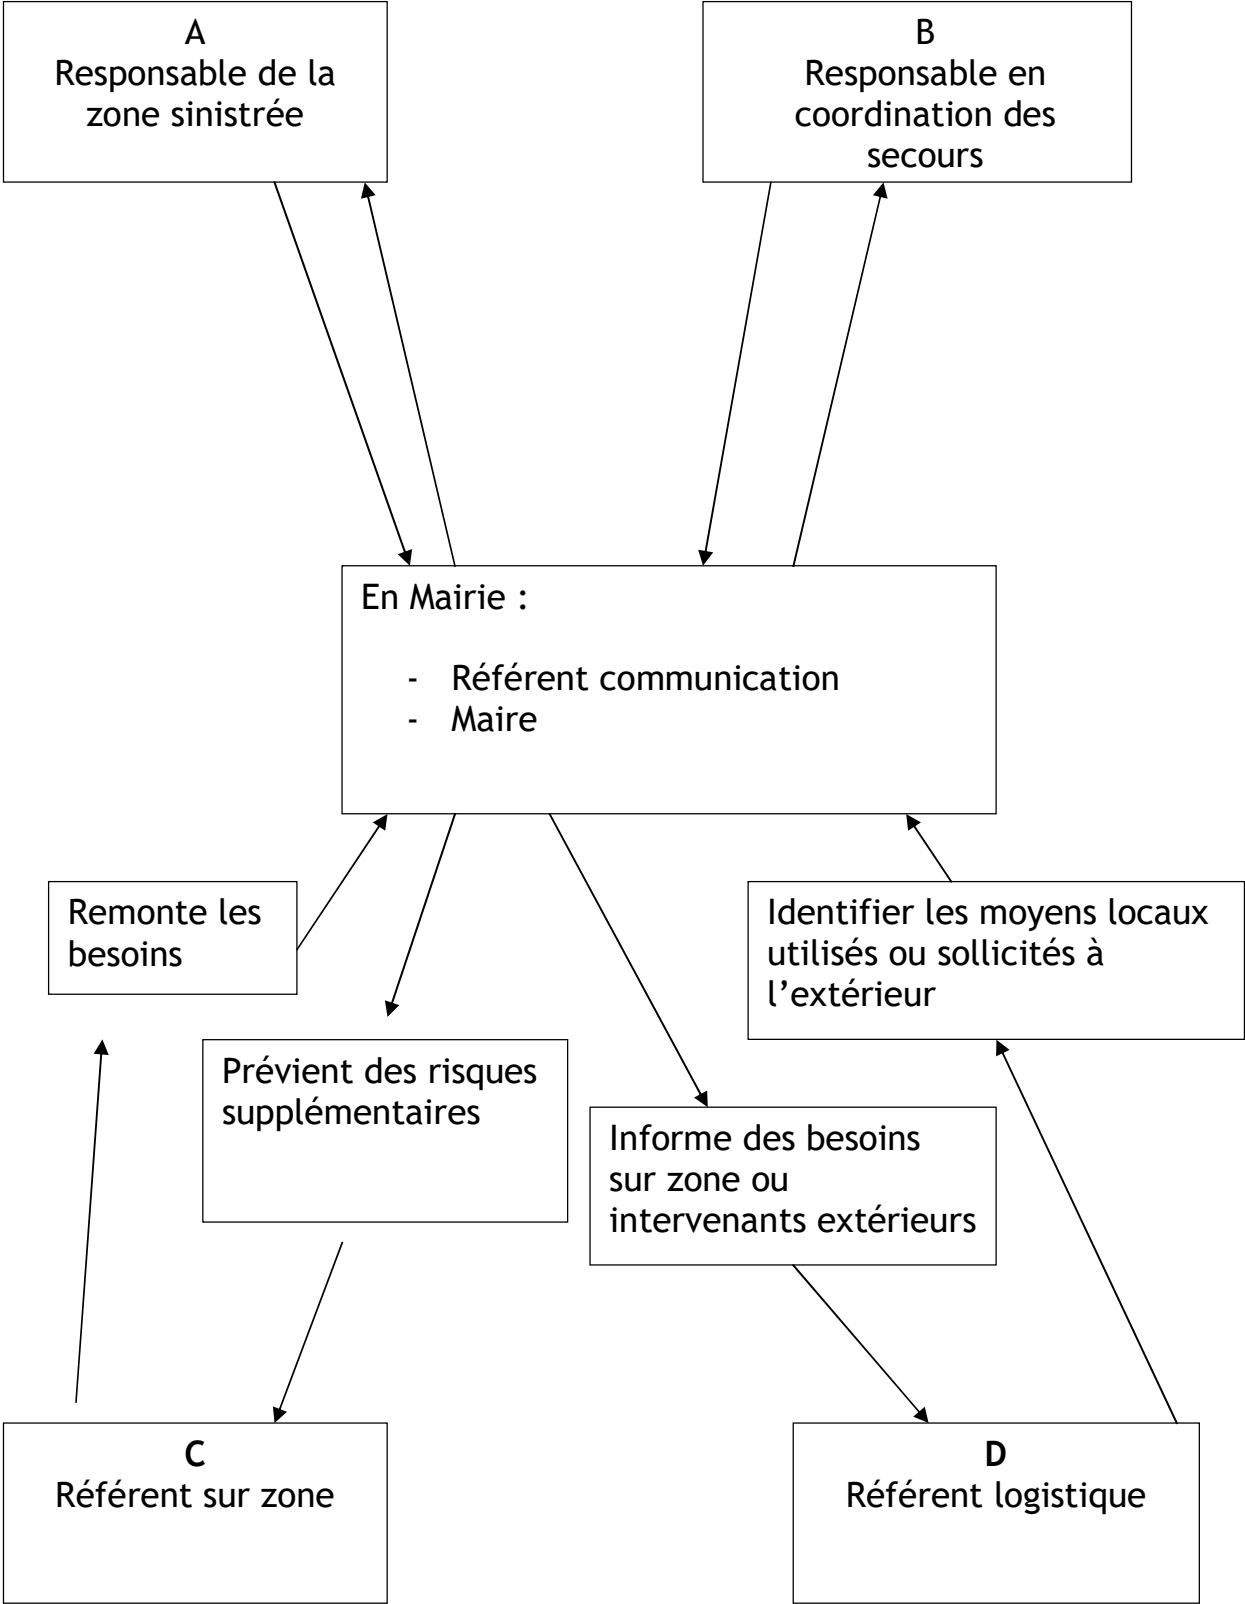 A
Responsable de la
zone sinistrée
B
Responsable en
coordination des
secours
En Mairie :
- Référent communication
- Maire
Remonte les
besoins
Identifier les moyens locaux
utilisés ou sollicités à
l’extérieur
Prévient des risques
supplémentaires
Informe des besoins
sur zone ou
intervenants extérieurs
C
Référent sur zone
D
Référent logistique